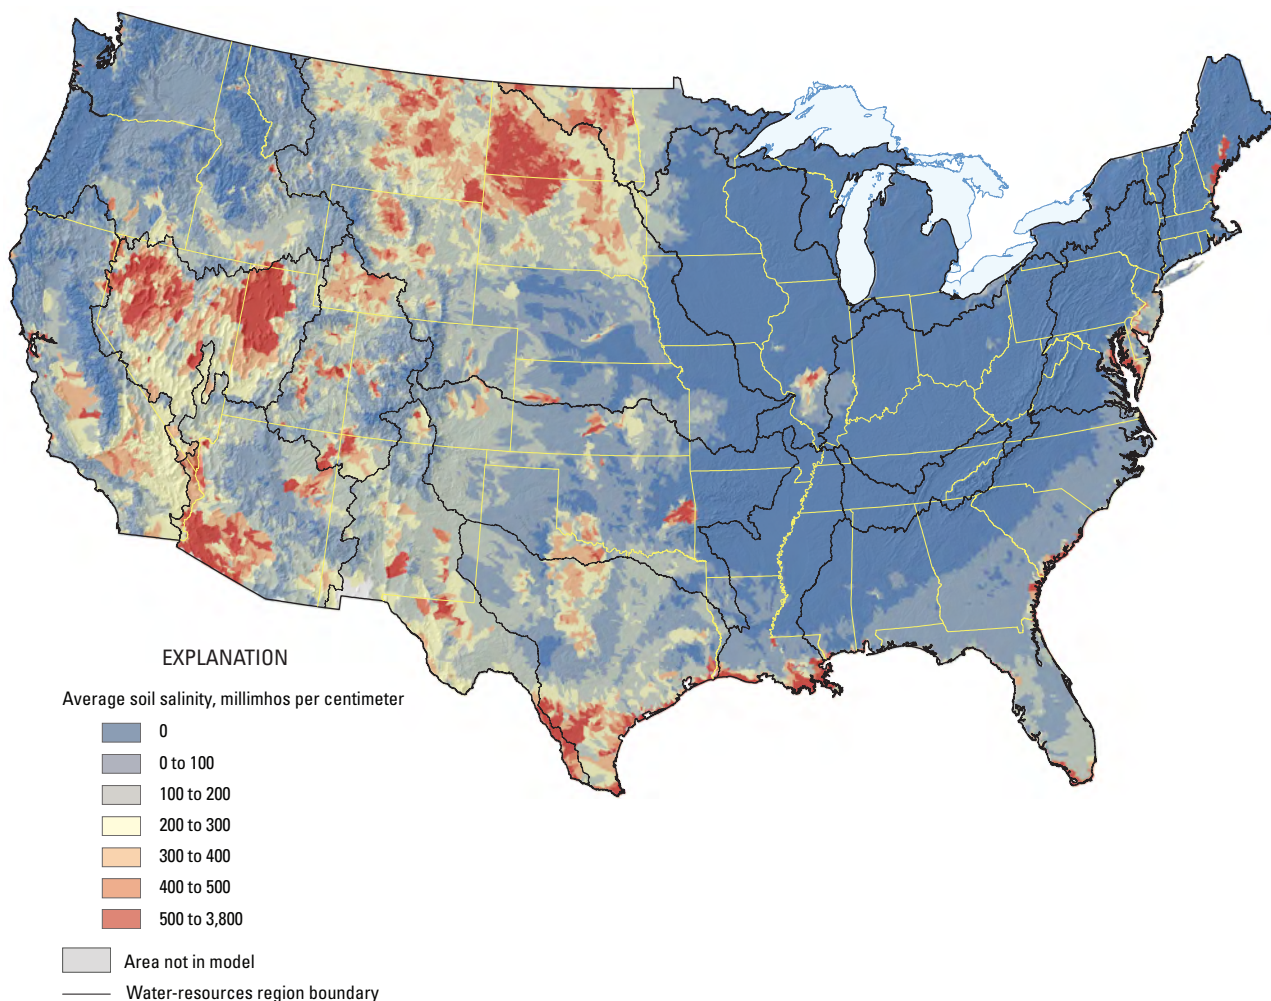 EXPLANATION
Average soil salinity, millimhos per centimeter
0
0 to 100
100 to 200
200 to 300
300 to 400
400 to 500
500 to 3,800
Area not in model
Water-resources region boundary